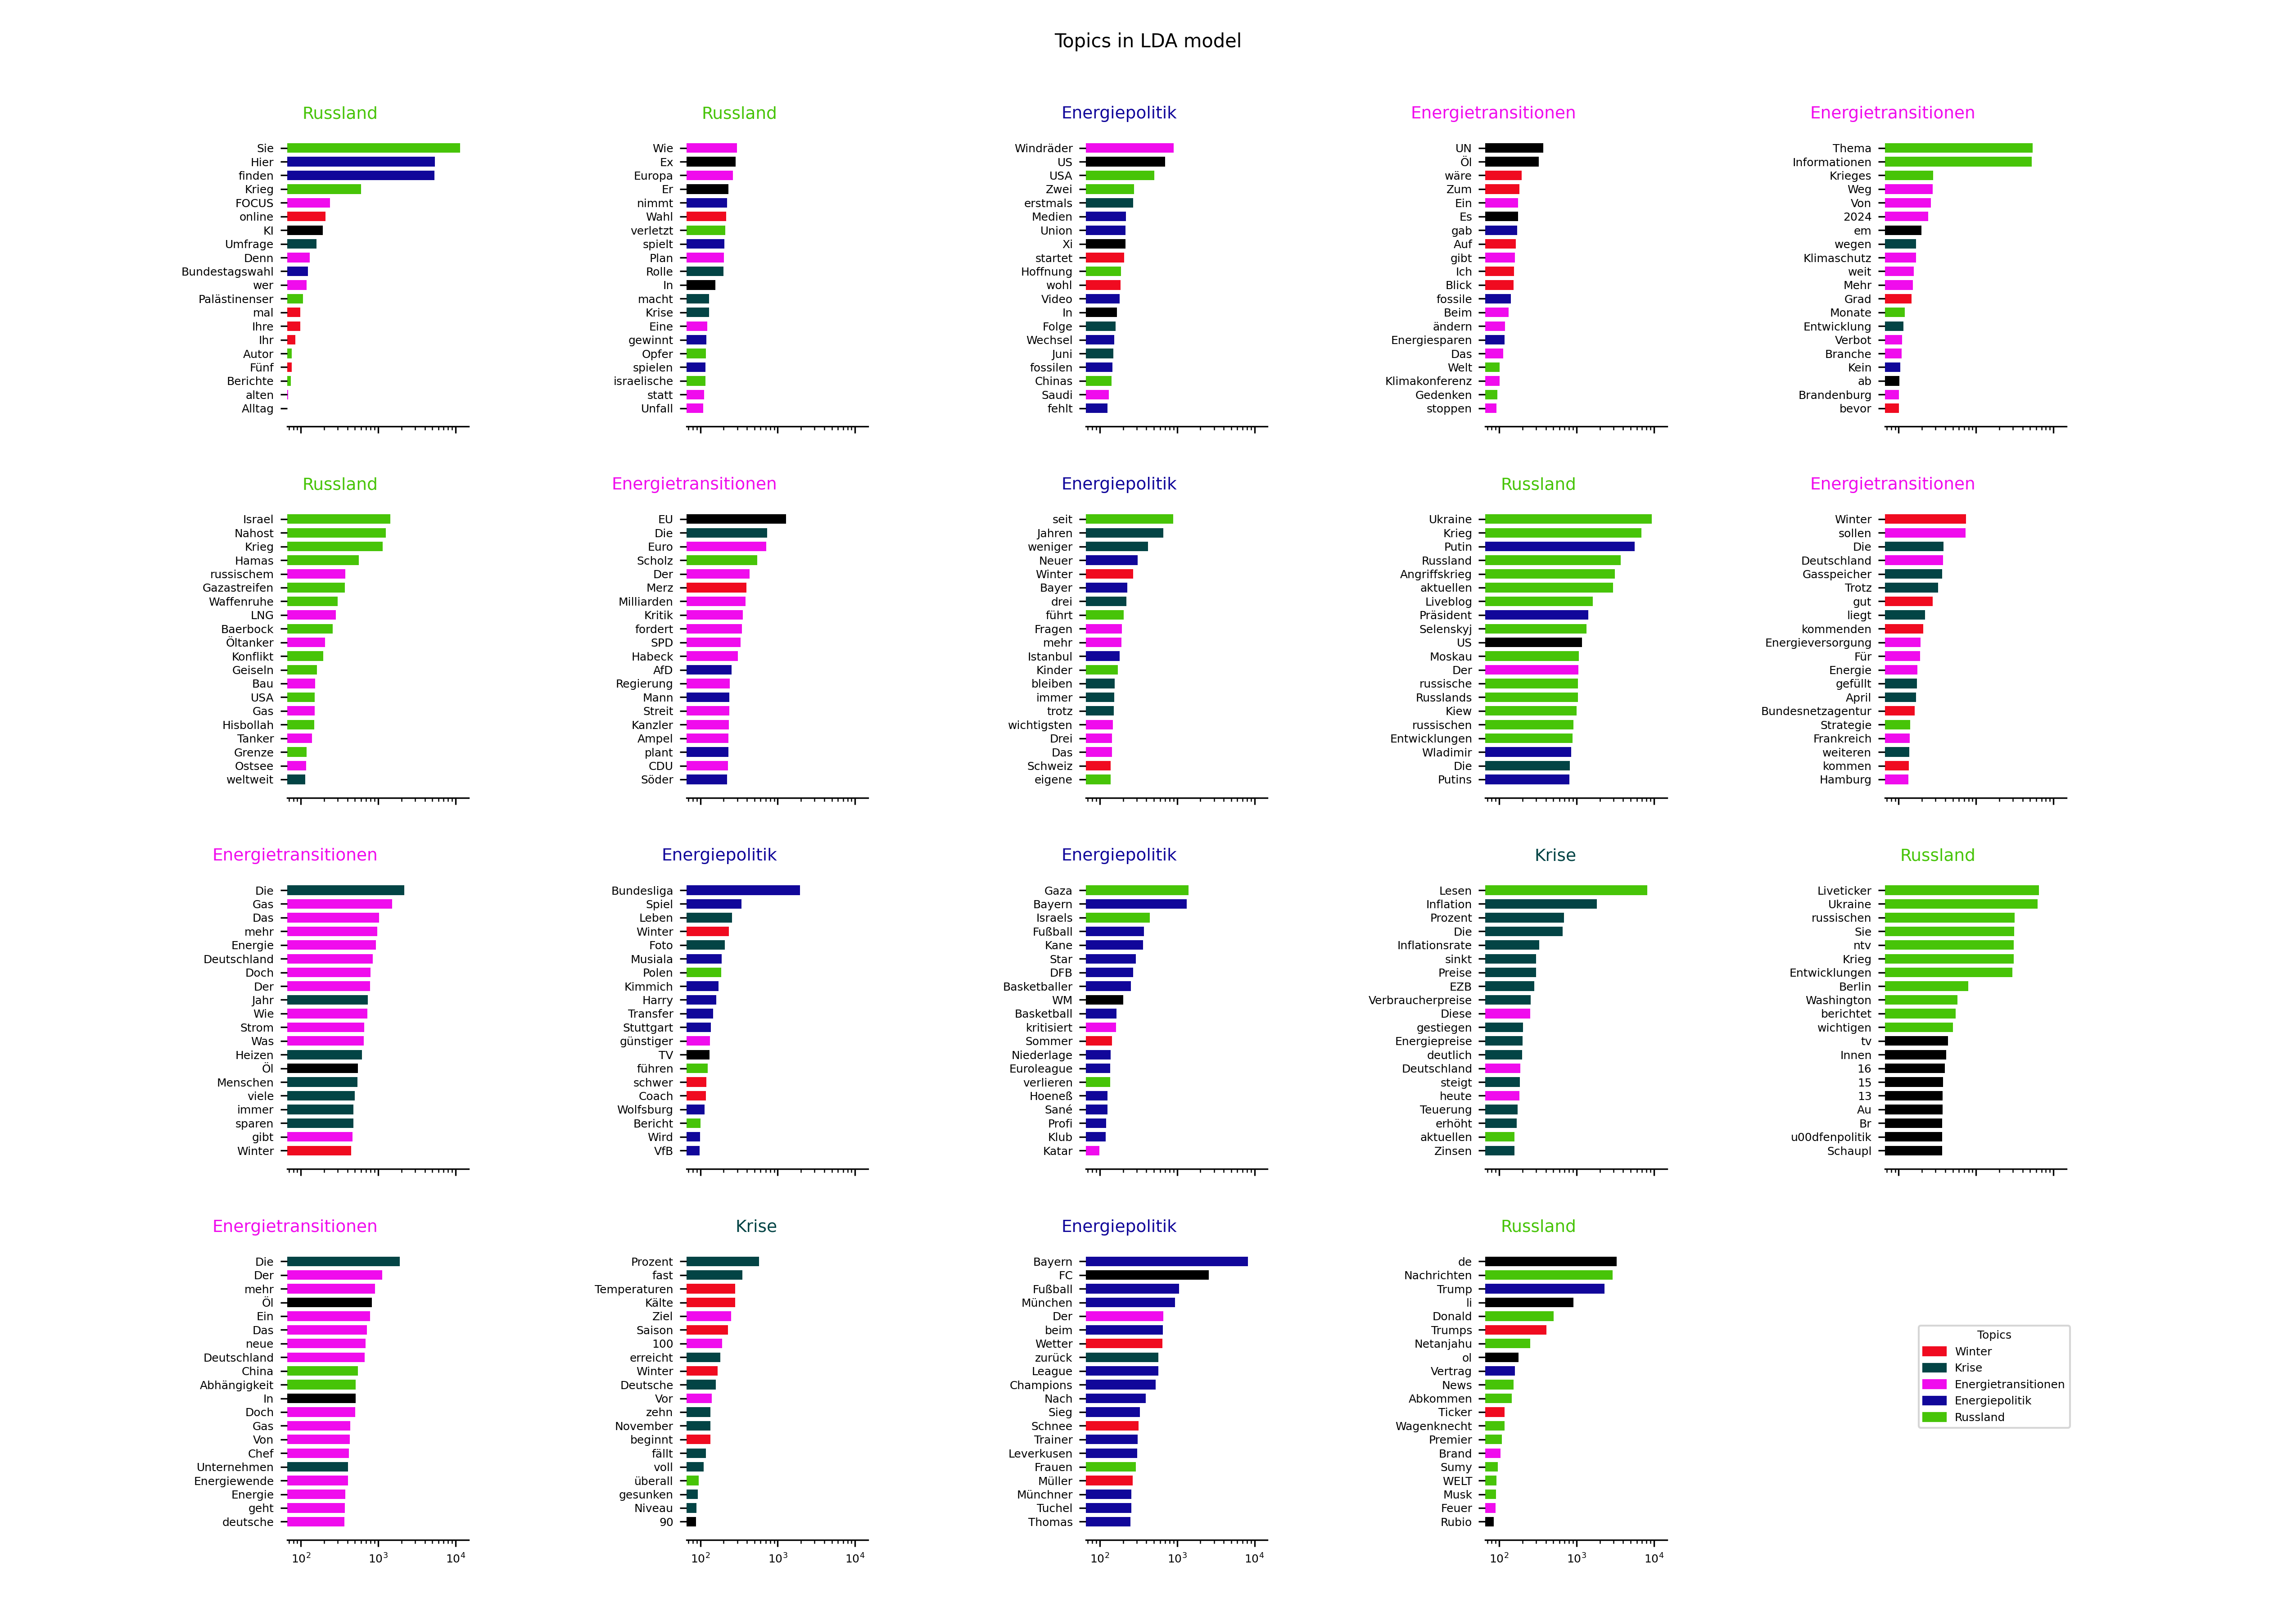 Topics in LDA model
Russland
Sie
Hier
finden
Krieg
FOCUS
online
KI
Umfrage
Denn
Bundestagswahl
wer
Palästinenser
mal
Ihre
Ihr
Autor
Fünf
Berichte
alten
Alltag
Russland
Wie
Ex
Europa
Er
nimmt
Wahl
verletzt
spielt
Plan
Rolle
In
macht
Krise
Eine
gewinnt
Opfer
spielen
israelische
statt
Unfall
Energiepolitik
Windräder
US
USA
Zwei
erstmals
Medien
Union
Xi
startet
Hoffnung
wohl
Video
In
Folge
Wechsel
Juni
fossilen
Chinas
Saudi
fehlt
Energietransitionen
UN
Öl
wäre
Zum
Ein
Es
gab
Auf
gibt
Ich
Blick
fossile
Beim
ändern
Energiesparen
Das
Welt
Klimakonferenz
Gedenken
stoppen
Energietransitionen
Thema
Informationen
Krieges
Weg
Von
2024
em
wegen
Klimaschutz
weit
Mehr
Grad
Monate
Entwicklung
Verbot
Branche
Kein
ab
Brandenburg
bevor
Russland
Israel
Nahost
Krieg
Hamas
russischem
Gazastreifen
Waffenruhe
LNG
Baerbock
Öltanker
Konflikt
Geiseln
Bau
USA
Gas
Hisbollah
Tanker
Grenze
Ostsee
weltweit
Energietransitionen
EU
Die
Euro
Scholz
Der
Merz
Milliarden
Kritik
fordert
SPD
Habeck
AfD
Regierung
Mann
Streit
Kanzler
Ampel
plant
CDU
Söder
Energiepolitik
seit
Jahren
weniger
Neuer
Winter
Bayer
drei
führt
Fragen
mehr
Istanbul
Kinder
bleiben
immer
trotz
wichtigsten
Drei
Das
Schweiz
eigene
Russland
Ukraine
Krieg
Putin
Russland
Angriffskrieg
aktuellen
Liveblog
Präsident
Selenskyj
US
Moskau
Der
russische
Russlands
Kiew
russischen
Entwicklungen
Wladimir
Die
Putins
Energietransitionen
Winter
sollen
Die
Deutschland
Gasspeicher
Trotz
gut
liegt
kommenden
Energieversorgung
Für
Energie
gefüllt
April
Bundesnetzagentur
Strategie
Frankreich
weiteren
kommen
Hamburg
Energietransitionen
Die
Gas
Das
mehr
Energie
Deutschland
Doch
Der
Jahr
Wie
Strom
Was
Heizen
Öl
Menschen
viele
immer
sparen
gibt
Winter
Energiepolitik
Bundesliga
Spiel
Leben
Winter
Foto
Musiala
Polen
Kimmich
Harry
Transfer
Stuttgart
günstiger
TV
führen
schwer
Coach
Wolfsburg
Bericht
Wird
VfB
Energiepolitik
Gaza
Bayern
Israels
Fußball
Kane
Star
DFB
Basketballer
WM
Basketball
kritisiert
Sommer
Niederlage
Euroleague
verlieren
Hoeneß
Sané
Profi
Klub
Katar
Krise
Lesen
Inflation
Prozent
Die
Inflationsrate
sinkt
Preise
EZB
Verbraucherpreise
Diese
gestiegen
Energiepreise
deutlich
Deutschland
steigt
heute
Teuerung
erhöht
aktuellen
Zinsen
Russland
Liveticker
Ukraine
russischen
Sie
ntv
Krieg
Entwicklungen
Berlin
Washington
berichtet
wichtigen
tv
Innen
16
15
13
Au
Br
u00dfenpolitik
Schaupl
Energietransitionen
Die
Der
mehr
Öl
Ein
Das
neue
Deutschland
China
Abhängigkeit
In
Doch
Gas
Von
Chef
Unternehmen
Energiewende
Energie
geht
deutsche
10² 10³ 10⁴
Krise
Prozent
fast
Temperaturen
Kälte
Ziel
Saison
100
erreicht
Winter
Deutsche
Vor
zehn
November
beginnt
fällt
voll
überall
gesunken
Niveau
90
10² 10³ 10⁴
Energiepolitik
Bayern
FC
Fußball
München
Der
beim
Wetter
zurück
League
Champions
Nach
Sieg
Schnee
Trainer
Leverkusen
Frauen
Müller
Münchner
Tuchel
Thomas
10² 10³ 10⁴
Russland
de
Nachrichten
Trump
li
Donald
Trumps
Netanjahu
ol
Vertrag
News
Abkommen
Ticker
Wagenknecht
Premier
Brand
Sumy
WELT
Musk
Feuer
Rubio
10² 10³ 10⁴
Topics
Winter
Krise
Energietransitionen
Energiepolitik
Russland